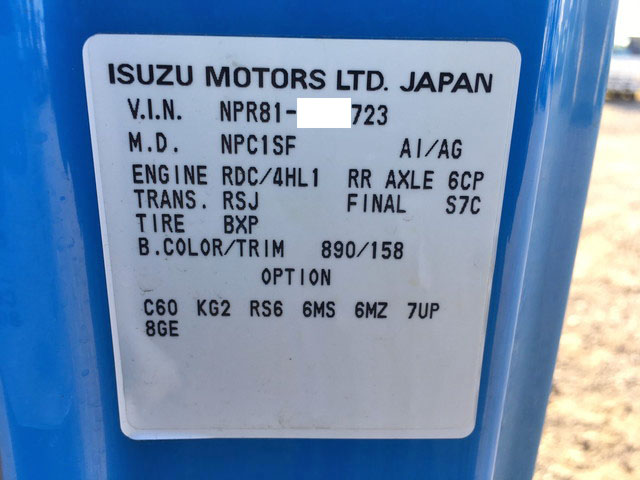 ISUZU MOTORS LTD. JAPAN
V.I.N. NPR81- 723
M.D. NPC1SF AI/AG
ENGINE RDC/4HL1 RR AXLE 6CP
TRANS. RSJ FINAL S7C
TIRE BXP
B.COLOR/TRIM 890/158
OPTION
C60 KG2 RS6 6MS 6MZ 7UP
8GE